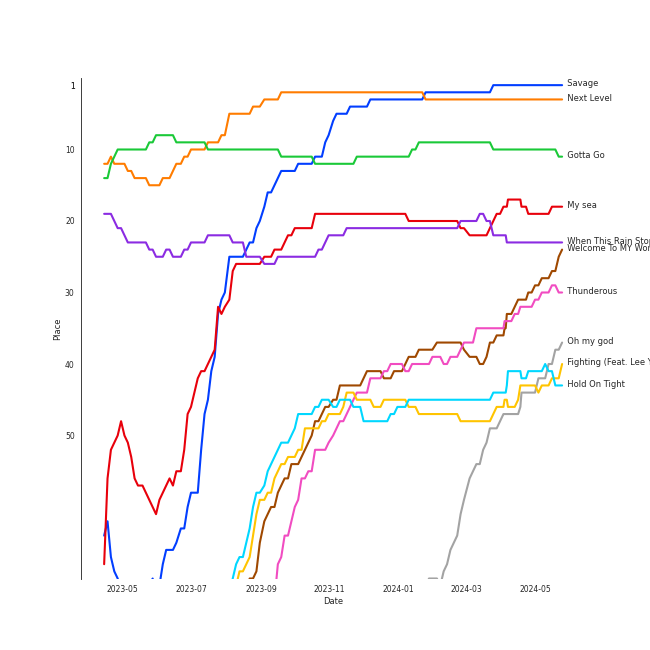 Savage
1
Next Level
10
Gotta Go
My sea
20
When This Rain
Welcome To MY
30
Thunderous
Place
Oh my god
40
Fighting (Feat. Lee
Hold On Tight
50
2023-05
2023-07
2023-09
2023-11
2024-01
2024-03
2024-05
Date